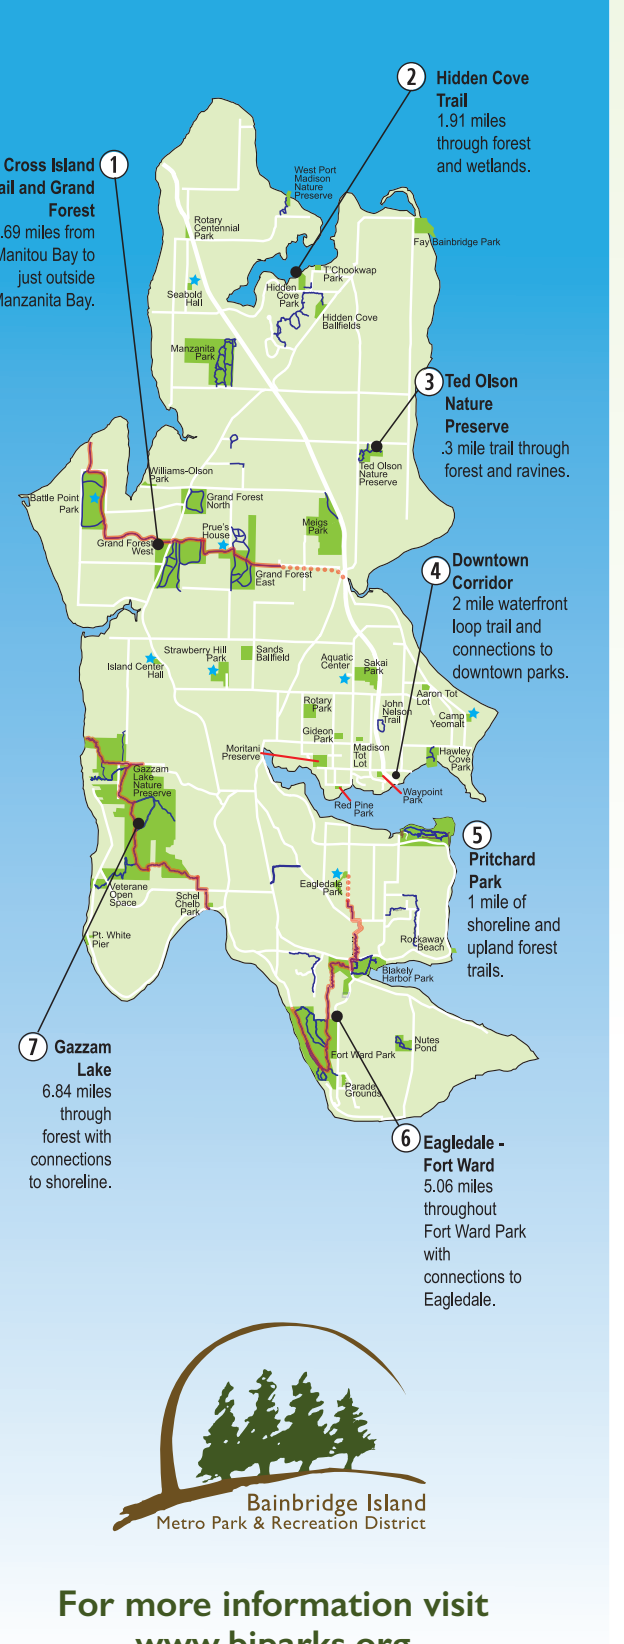 2
Hidden Cove
Trail
1.91 miles
through forest
and wetlands.
1
Cross Island
ail and Grand
Forest
.69 miles from
Manitou Bay to
just outside
Manzanita Bay.
West Port
Madison
Nature
Preserve
Rotary
Centennial
Park
Fay Bainbridge Park
T'Chookwap
Park
Seabold
Hall
Hidden
Cove
Park
Hidden Cove
Ballfields
Manzanita
Park
3
Ted Olson
Nature
Preserve
.3 mile trail through
forest and ravines.
Ted Olson
Nature
Preserve
Williams-Olson
Park
Battle Point
Park
Grand Forest
North
Prue's
House
Meigs
Park
Grand Forest
West
Grand Forest
East
4
Downtown
Corridor
2 mile waterfront
loop trail and
connections to
downtown parks.
Strawberry Hill
Park
Sands
Ballfield
Island Center
Hall
Aquatic
Center
Sakai
Park
Aaron Tot
Lot
Rotary
Park
John
Nelson
Trail
Camp
Yeomalt
Gideon
Park
Moritani
Preserve
Madison
Tot
Lot
Hawley
Cove
Park
Gazzam
Lake
Nature
Preserve
Waypoint
Park
Red Pine
Park
5
Pritchard
Park
1 mile of
shoreline and
upland forest
trails.
Eagledale
Park
Veterane
Open
Space
Schel
Chelb
Park
Pt. White
Pier
Rockaway
Beach
Blakely
Harbor Park
7
Gazzam
Lake
6.84 miles
through
forest with
connections
to shoreline.
Nutes
Pond
Fort Ward Park
Parade
Grounds
6
Eagledale -
Fort Ward
5.06 miles
throughout
Fort Ward Park
with
connections to
Eagledale.
Bainbridge Island
Metro Park & Recreation District
For more information visit
www.biparks.org